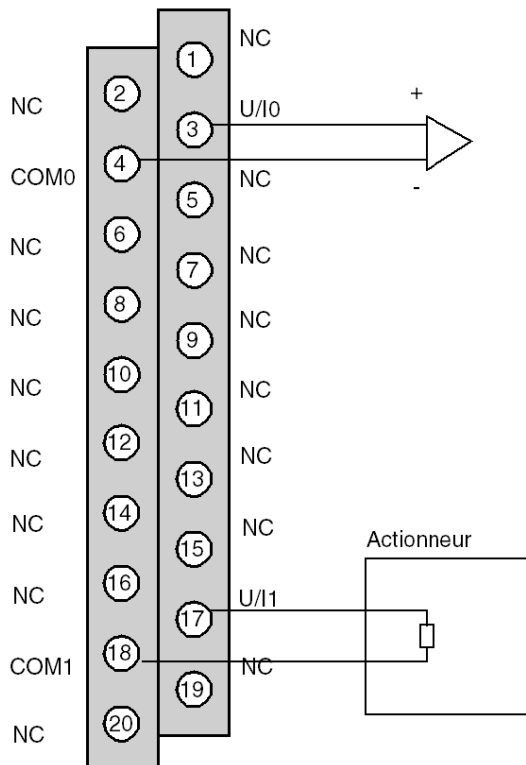 NC
1
2
+
NC
U/I0
3
4
COM0
NC
-
5
6
NC
NC
7
8
NC
NC
9
10
NC
NC
11
12
NC
NC
13
14
NC
NC
15
Actionneur
16
NC
U/I1
17
18
COM1
NC
19
20
NC